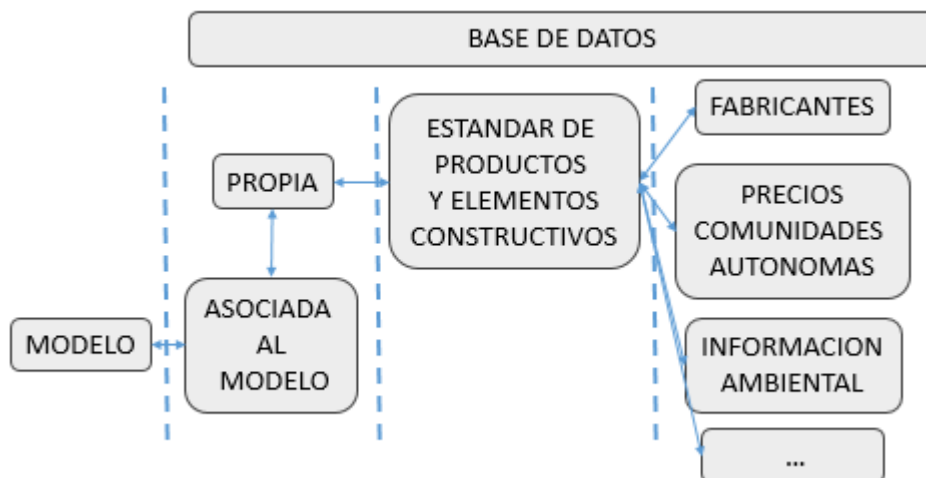 BASE DE DATOS
MODELO
PROPIA
ASOCIADA
AL
MODELO
ESTANDAR DE
PRODUCTOS
Y ELEMENTOS
CONSTRUCTIVOS
FABRICANTES
PRECIOS
COMUNIDADES
AUTONOMAS
INFORMACION
AMBIENTAL
...